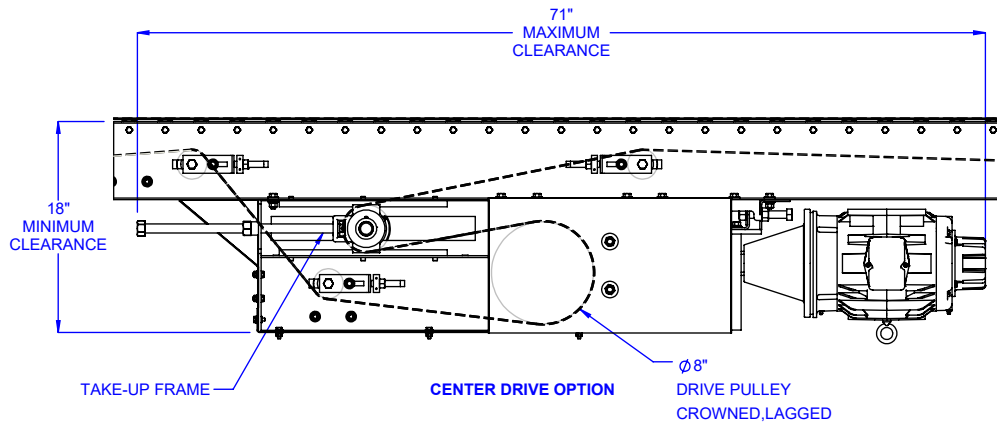 71"
MAXIMUM
CLEARANCE
18"
MINIMUM
CLEARANCE
TAKE-UP FRAME
CENTER DRIVE OPTION
Ø8"
DRIVE PULLEY
CROWNED,LAGGED